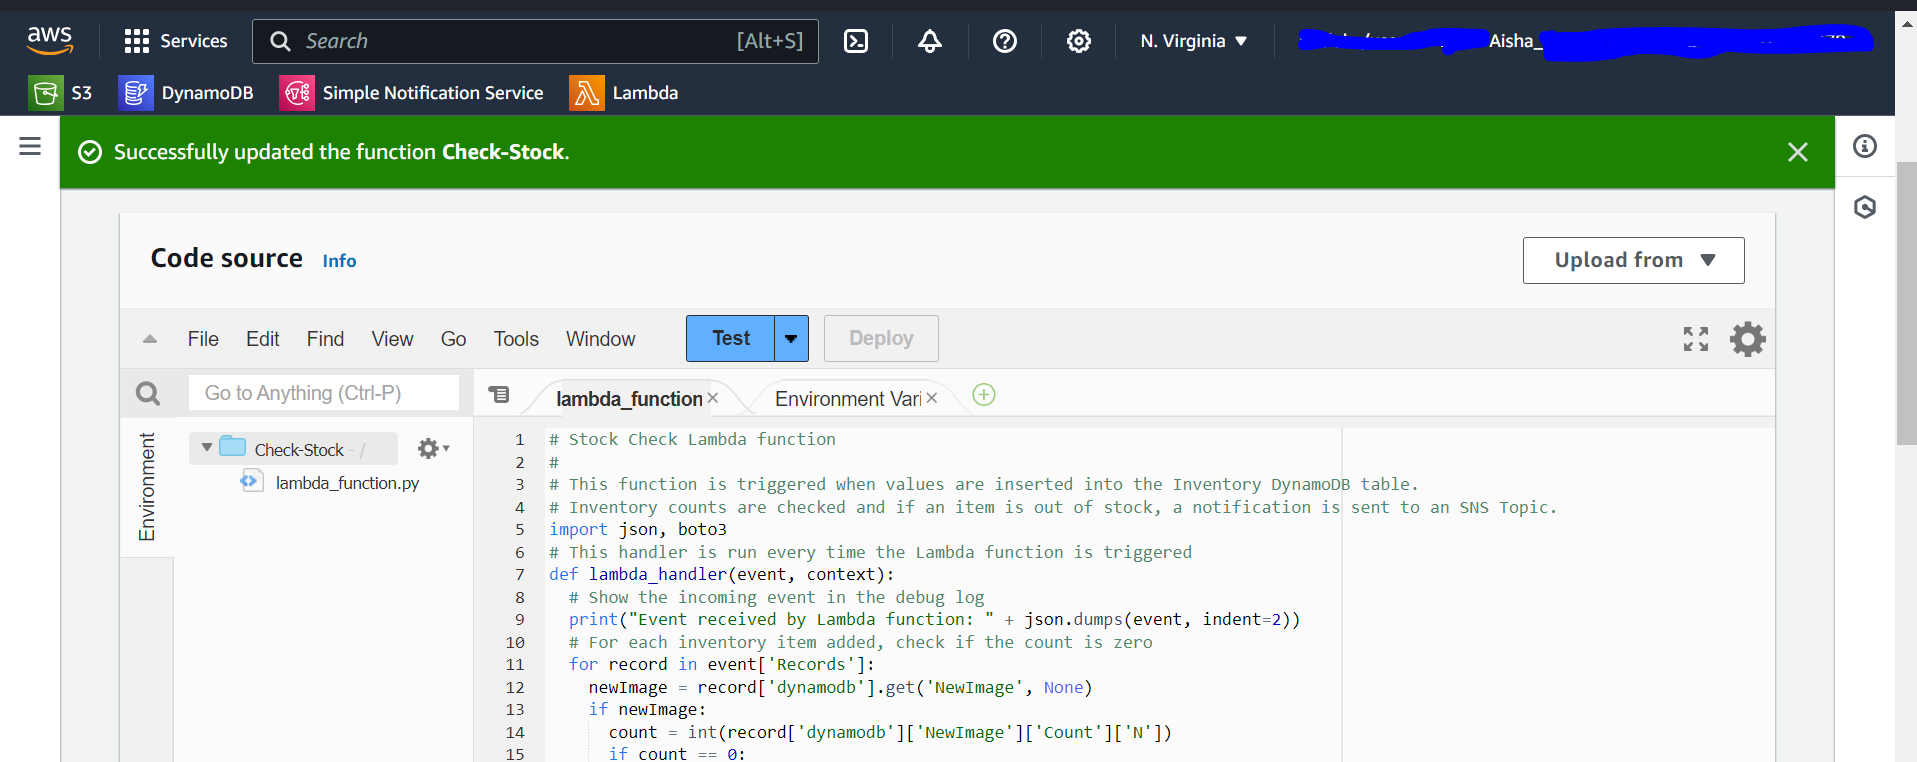 aws Services Search [Alt+S] N. Virginia Aisha_
S3 DynamoDB Simple Notification Service Lambda
Successfully updated the function Check-Stock.
Code source Info Upload from
File Edit Find View Go Tools Window Test Deploy
Go to Anything (Ctrl-P) lambda_function Environment Vari
Environment
Check-Stock - /
lambda_function.py
1 # Stock Check Lambda function
2 #
3 # This function is triggered when values are inserted into the Inventory DynamoDB table.
4 # Inventory counts are checked and if an item is out of stock, a notification is sent to an SNS Topic.
5 import json, boto3
6 # This handler is run every time the Lambda function is triggered
7 def lambda_handler(event, context):
8 # Show the incoming event in the debug log
9 print("Event received by Lambda function: " + json.dumps(event, indent=2))
10 # For each inventory item added, check if the count is zero
11 for record in event['Records']:
12 newImage = record['dynamodb'].get('NewImage', None)
13 if newImage:
14 count = int(record['dynamodb']['NewImage']['Count']['N'])
15 if count == 0: